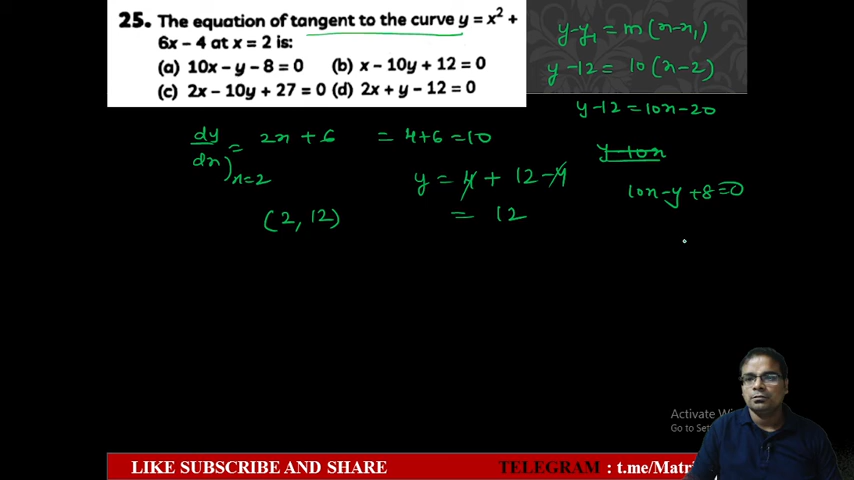 25. The equation of tangent to the curve y = x² +
6x – 4 at x = 2 is:
(a) 10x – y – 8 = 0 (b) x – 10y + 12 = 0
(c) 2x – 10y + 27 = 0 (d) 2x + y – 12 = 0
y-y₁ = m(x-x₁)
y-12 = 10(x-2)
y-12 = 10x-20
dy/dx)x=2 = 2x + 6 = 4+6 = 10
y-10x
y = 4 + 12-4
10x-y+8=0
(2, 12)
= 12
Activate Wi
Go to Set
LIKE SUBSCRIBE AND SHARE
TELEGRAM : t.me/Matri